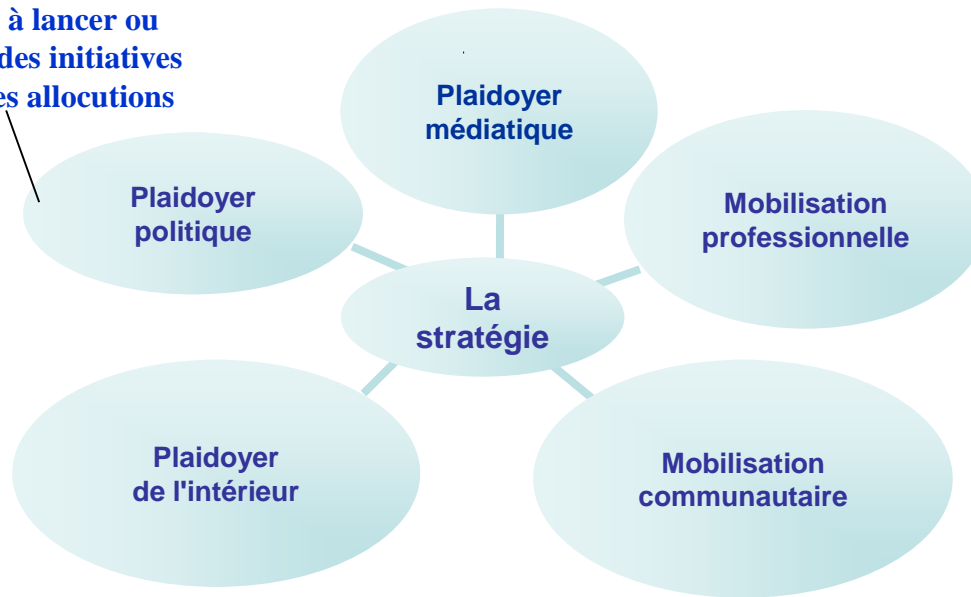 à lancer ou
des initiatives
es allocutions
Plaidoyer
médiatique
Plaidoyer
politique
Mobilisation
professionnelle
La
stratégie
Plaidoyer
de l'intérieur
Mobilisation
communautaire